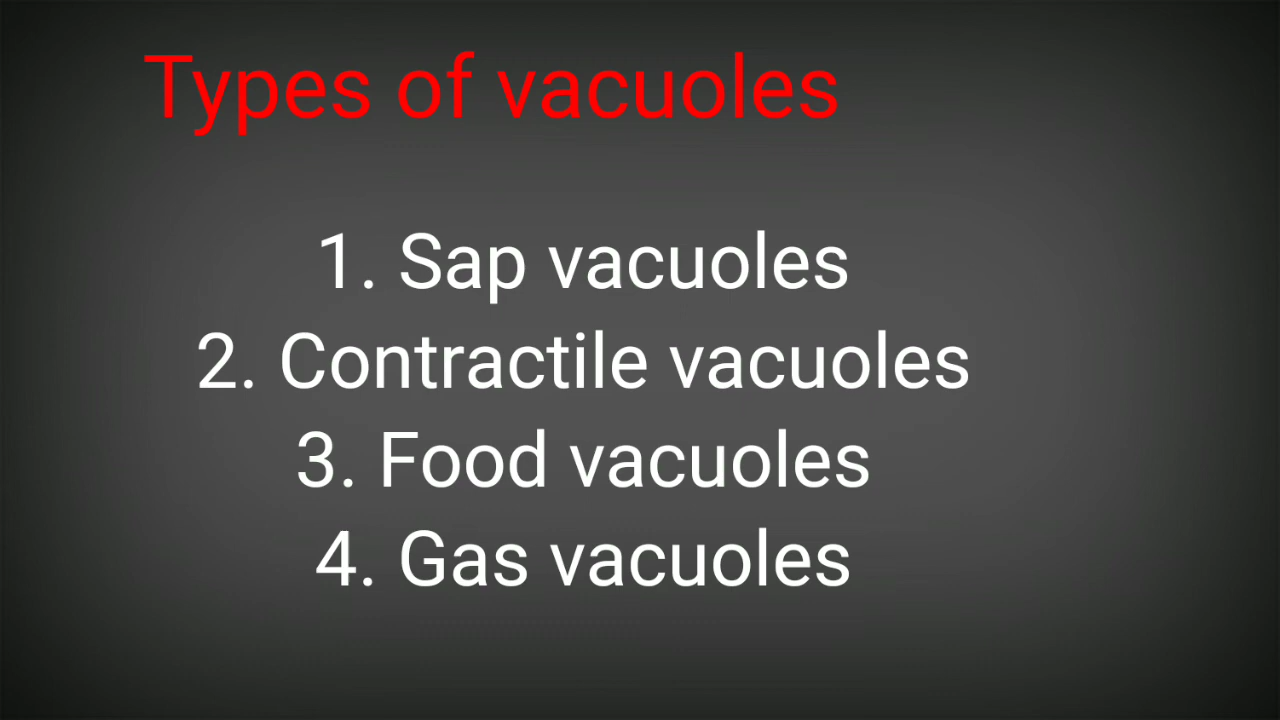 Types of vacuoles
1. Sap vacuoles
2. Contractile vacuoles
3. Food vacuoles
4. Gas vacuoles